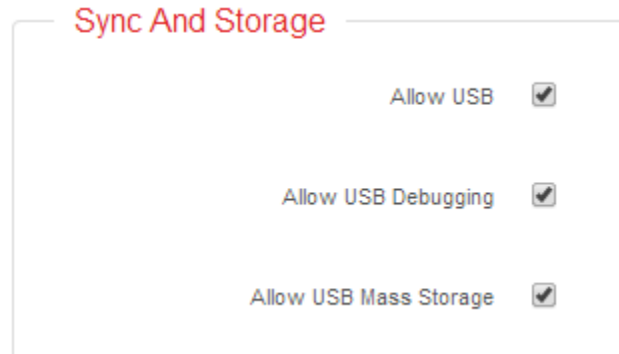 Sync And Storage
Allow USB
Allow USB Debugging
Allow USB Mass Storage